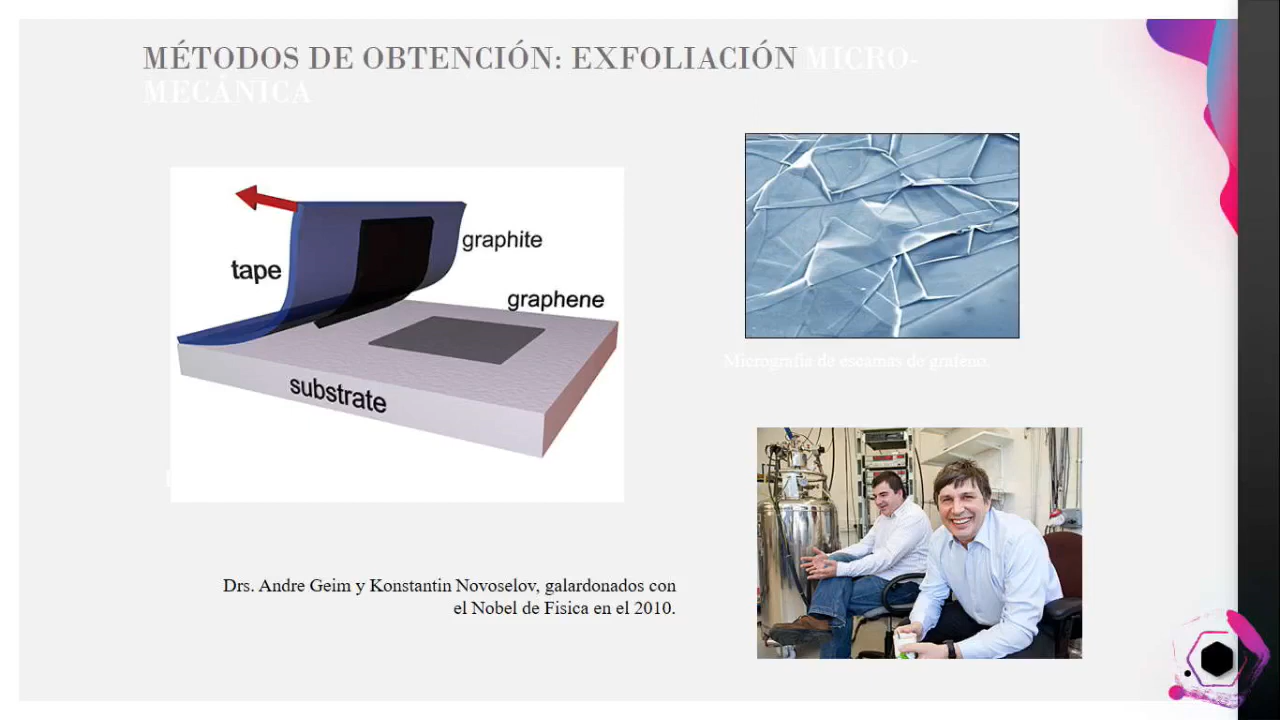 MÉTODOS DE OBTENCIÓN: EXFOLIACIÓN MICRO-
MECÁNICA
graphite
tape
graphene
substrate
Micrografía de escamas de grafeno.
Drs. Andre Geim y Konstantin Novoselov, galardonados con
el Nobel de Fisica en el 2010.